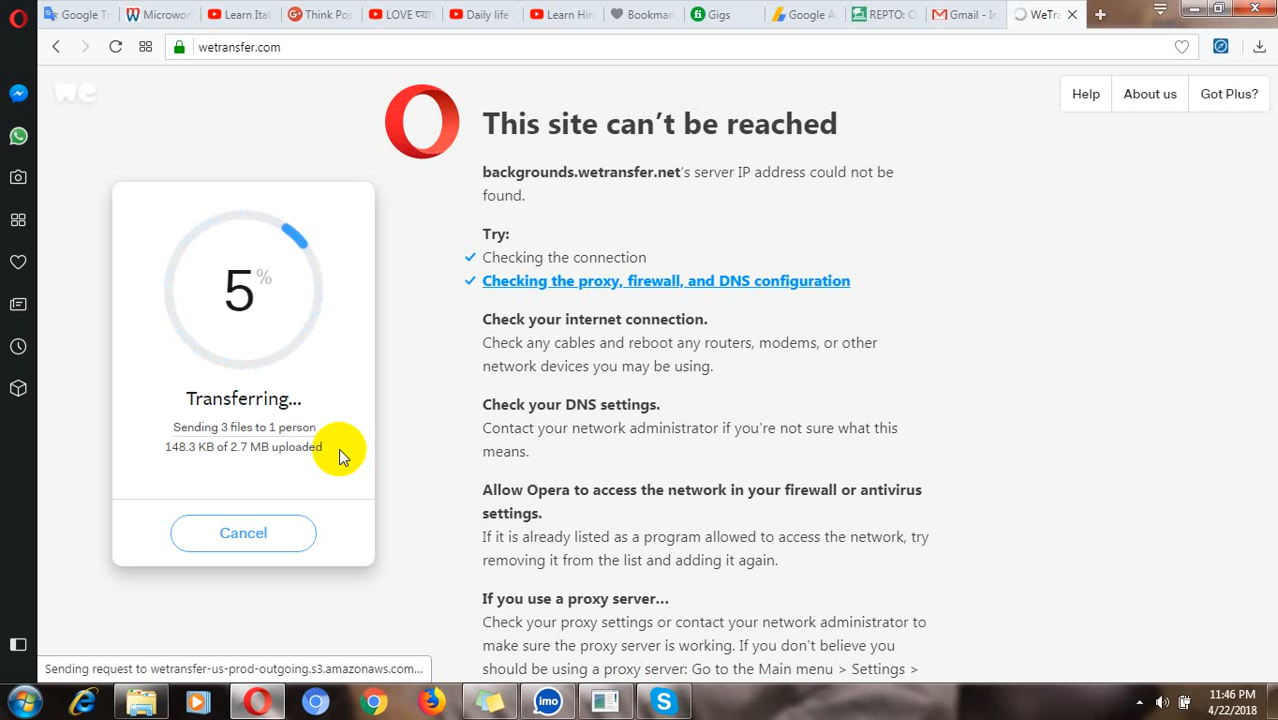 Google Tr
Microwo
Learn Ita
Think Pos
LOVE
Daily life
Learn Hin
Bookmar
Gigs
Google A
REPTO: G
Gmail - In
WeTra
wetransfer.com
we
Help
About us
Got Plus?
This site can’t be reached
backgrounds.wetransfer.net's server IP address could not be
found.
Try:
Checking the connection
Checking the proxy, firewall, and DNS configuration
Check your internet connection.
Check any cables and reboot any routers, modems, or other
network devices you may be using.
Check your DNS settings.
Contact your network administrator if you're not sure what this
means.
Allow Opera to access the network in your firewall or antivirus
settings.
If it is already listed as a program allowed to access the network, try
removing it from the list and adding it again.
If you use a proxy server...
Check your proxy settings or contact your network administrator to
make sure the proxy server is working. If you don't believe you
should be using a proxy server: Go to the Main menu > Settings >
5%
Transferring...
Sending 3 files to 1 person
148.3 KB of 2.7 MB uploaded
Cancel
Sending request to wetransfer-us-prod-outgoing.s3.amazonaws.com...
imo
11:46 PM
4/22/2018